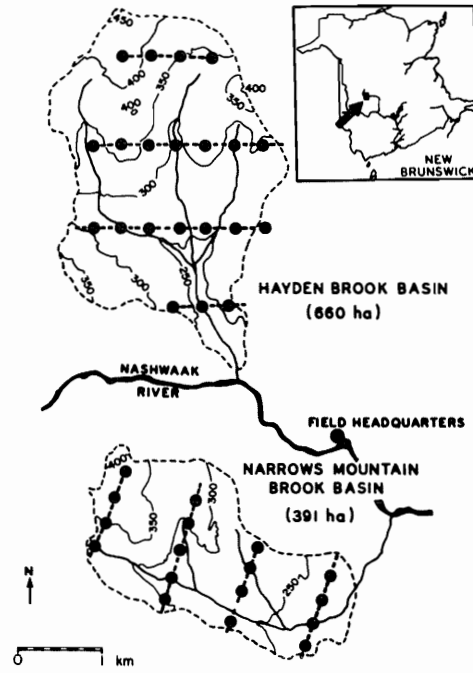 450
400
350
400
350
400
300
350
300
250
NEW
BRUNSWICK
HAYDEN BROOK BASIN
(660 ha)
NASHWAAK
RIVER
FIELD HEADQUARTERS
NARROWS MOUNTAIN
BROOK BASIN
(391 ha)
400
350
300
250
N
0 1
km